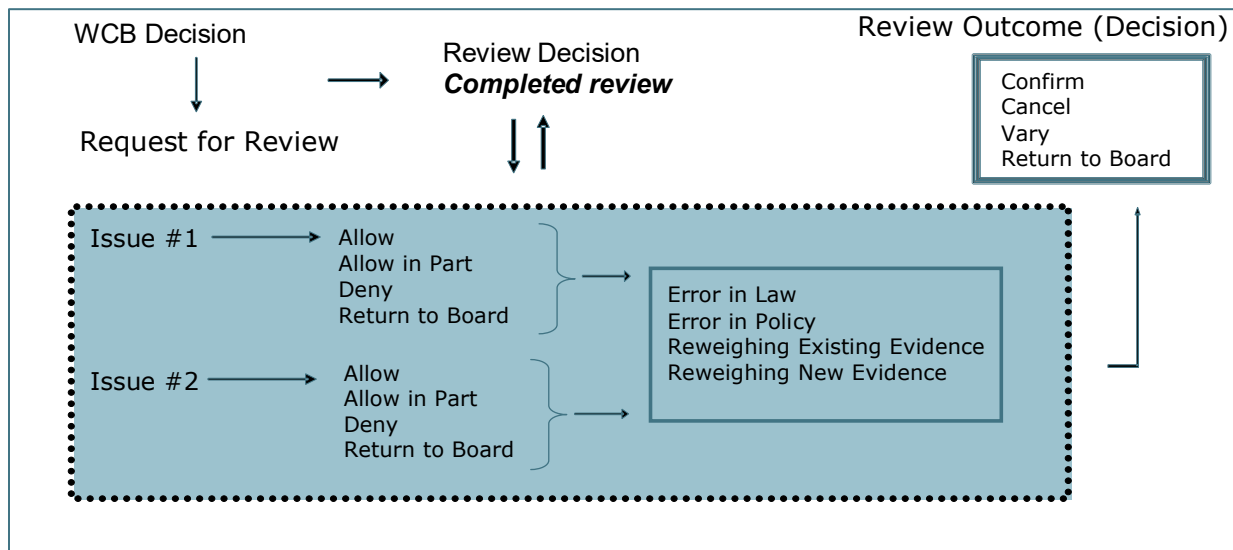 WCB Decision
Request for Review
Review Decision
Completed review
Review Outcome (Decision)
Confirm
Cancel
Vary
Return to Board
Issue #1
Allow
Allow in Part
Deny
Return to Board
Issue #2
Allow
Allow in Part
Deny
Return to Board
Error in Law
Error in Policy
Reweighing Existing Evidence
Reweighing New Evidence